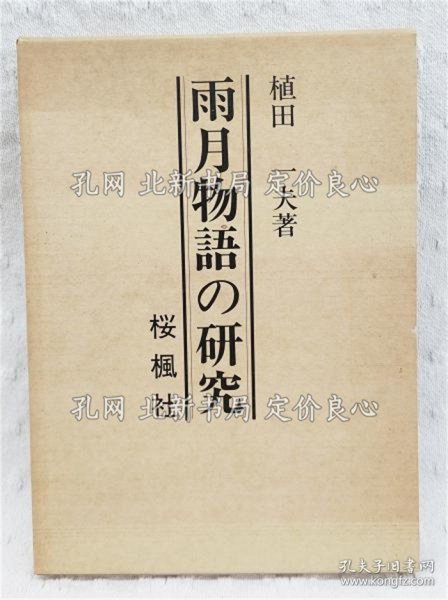 植田一夫著
雨月物語の研究
桜楓社
孔网 北新书局 定价良心
孔网 北新书局 定价良心
孔夫子旧书网
www.kongfz.com